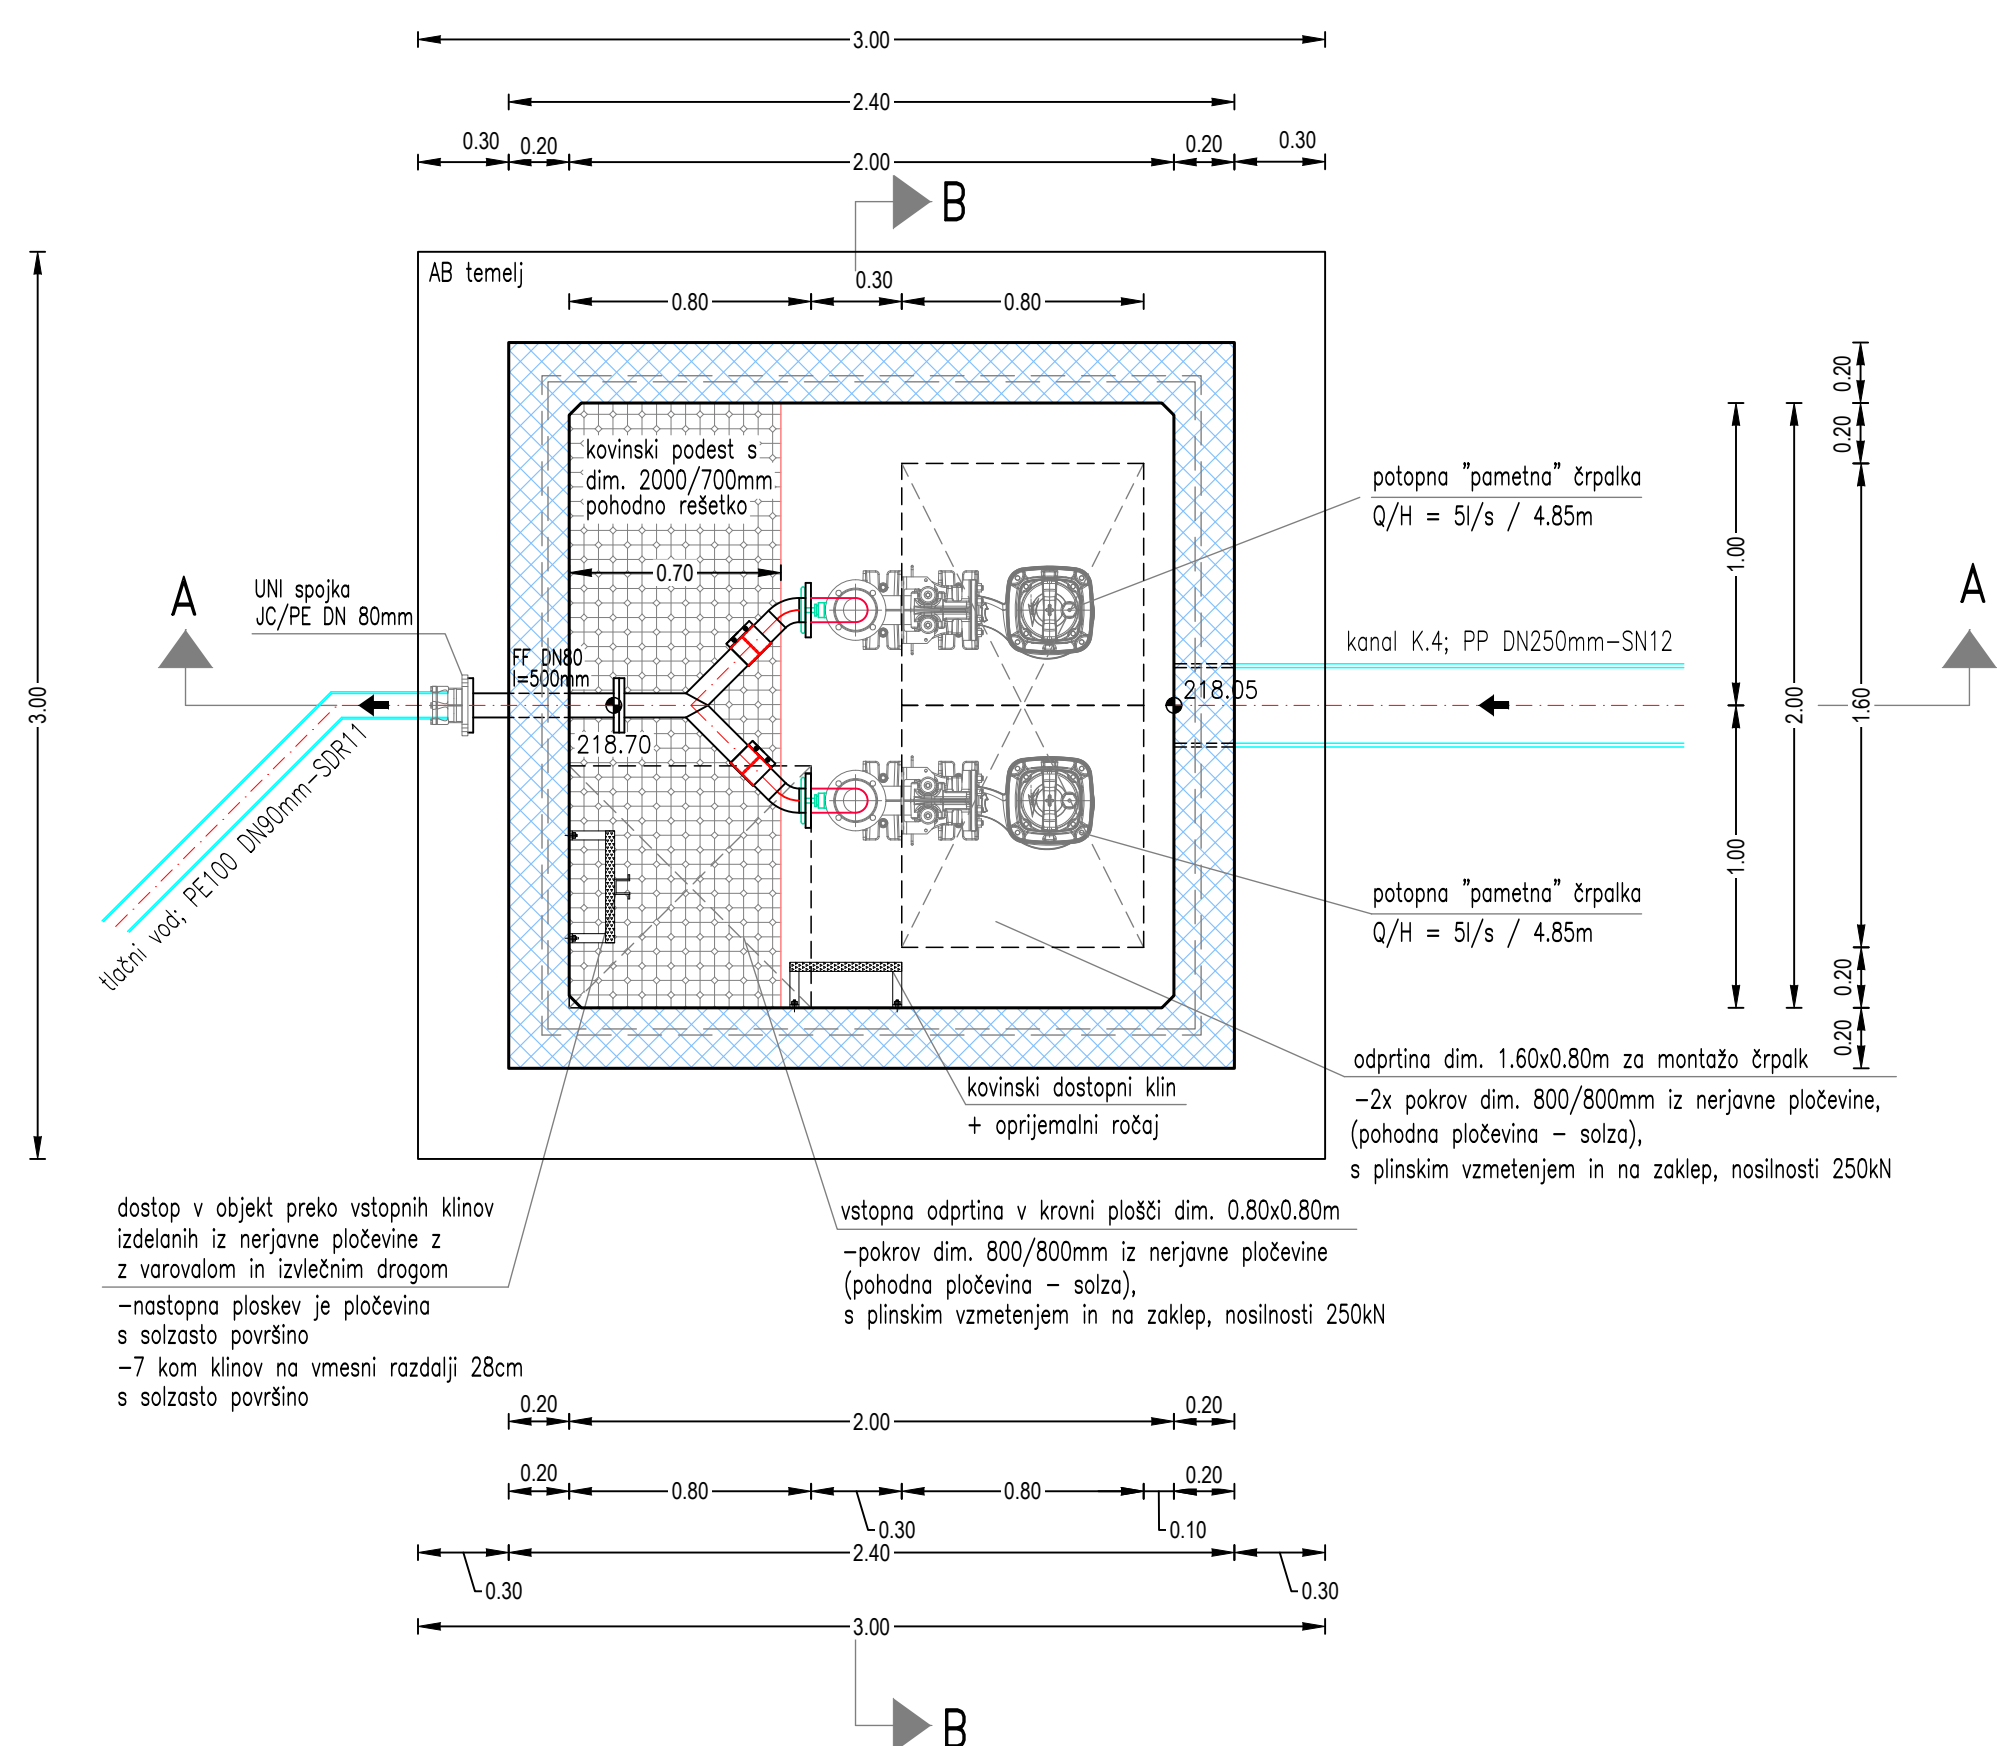 3.00
2.40
0.30
0.20
2.00
0.20
0.30
B
AB temelj
0.80
0.30
0.80
kovinski podest s
dim. 2000/700mm
pohodno rešetko
0.70
potopna "pametna" črpalka
Q/H = 5l/s / 4.85m
0.20
0.20
1.00
A
UNI spojka
JC/PE DN 80mm
FF DN80
l=500mm
kanal K.4; PP DN250mm-SN12
A
3.00
218.05
2.00
1.60
218.70
tlačni vod; PE100 DN90mm-SDR11
1.00
potopna "pametna" črpalka
Q/H = 5l/s / 4.85m
0.20
0.20
odprtina dim. 1.60x0.80m za montažo črpalk
-2x pokrov dim. 800/800mm iz nerjavne pločevine,
(pohodna pločevina - solza),
s plinskim vzmetenjem in na zaklep, nosilnosti 250kN
kovinski dostopni klin
+ oprijemalni ročaj
dostop v objekt preko vstopnih klinov
izdelanih iz nerjavne pločevine z
z varovalom in izvlečnim drogom
-nastopna ploskev je pločevina
s solzasto površino
-7 kom klinov na vmesni razdalji 28cm
s solzasto površino
vstopna odprtina v krovni plošči dim. 0.80x0.80m
-pokrov dim. 800/800mm iz nerjavne pločevine
(pohodna pločevina - solza),
s plinskim vzmetenjem in na zaklep, nosilnosti 250kN
0.20
2.00
0.20
0.20
0.80
0.30
0.80
0.10
0.20
0.30
2.40
0.30
3.00
B